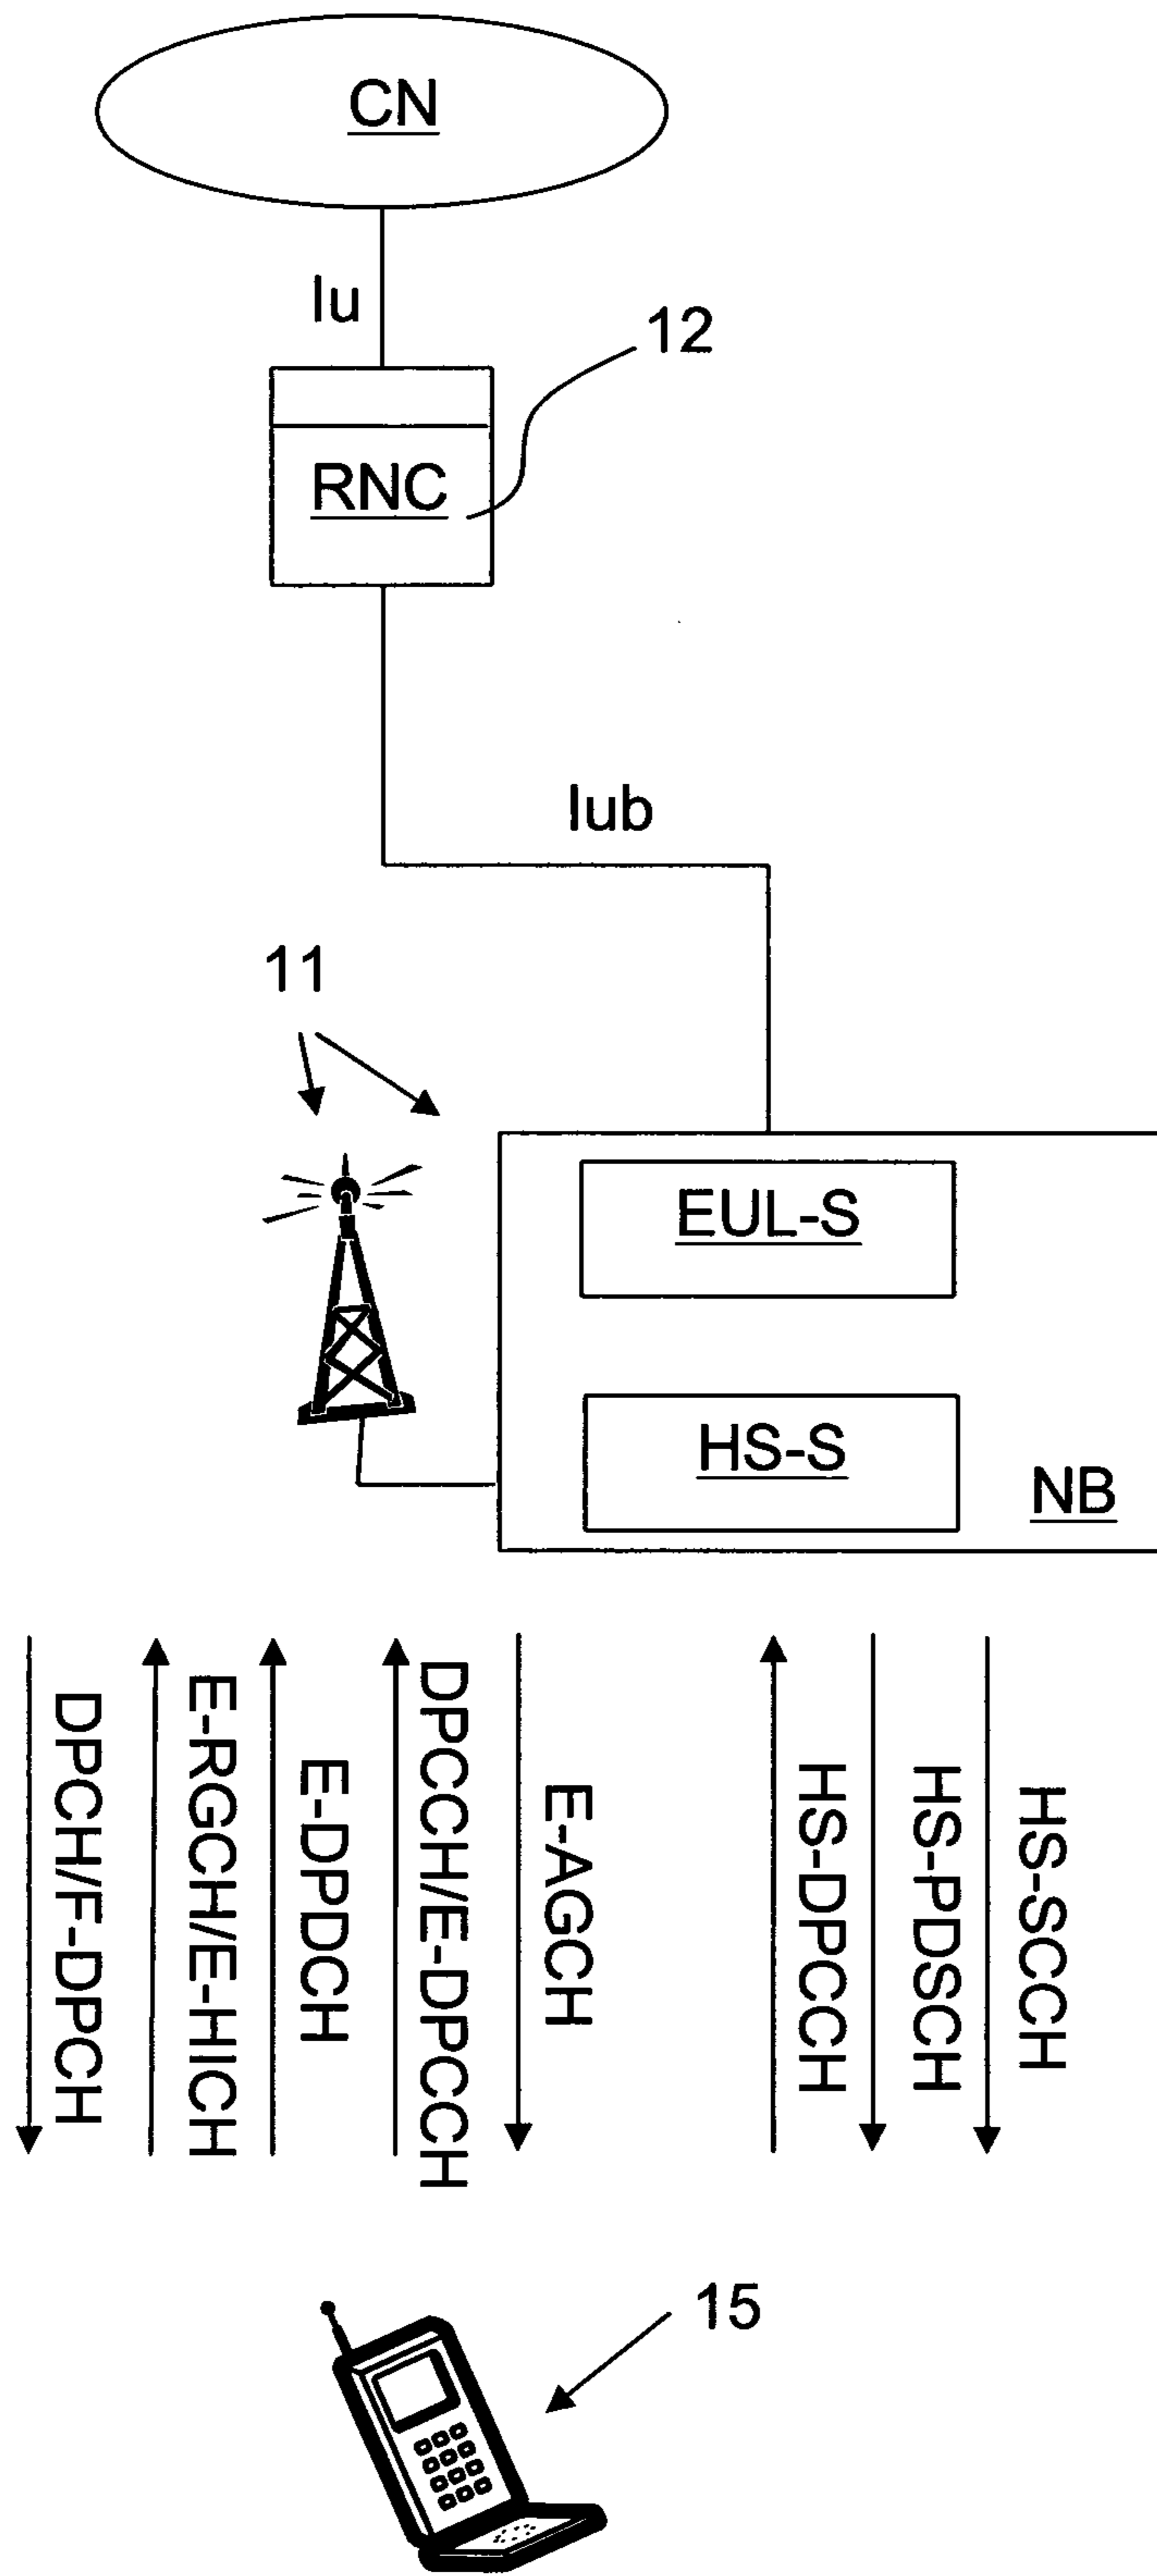 CN
Iu
12
RNC
Iub
11
EUL-S
HS-S
NB
DPCH/F-DPCH
E-RGCH/E-HICH
E-DPDCH
DPCCH/E-DPCCH
E-AGCH
HS-DPCCH
HS-PDSCH
HS-SCCH
15